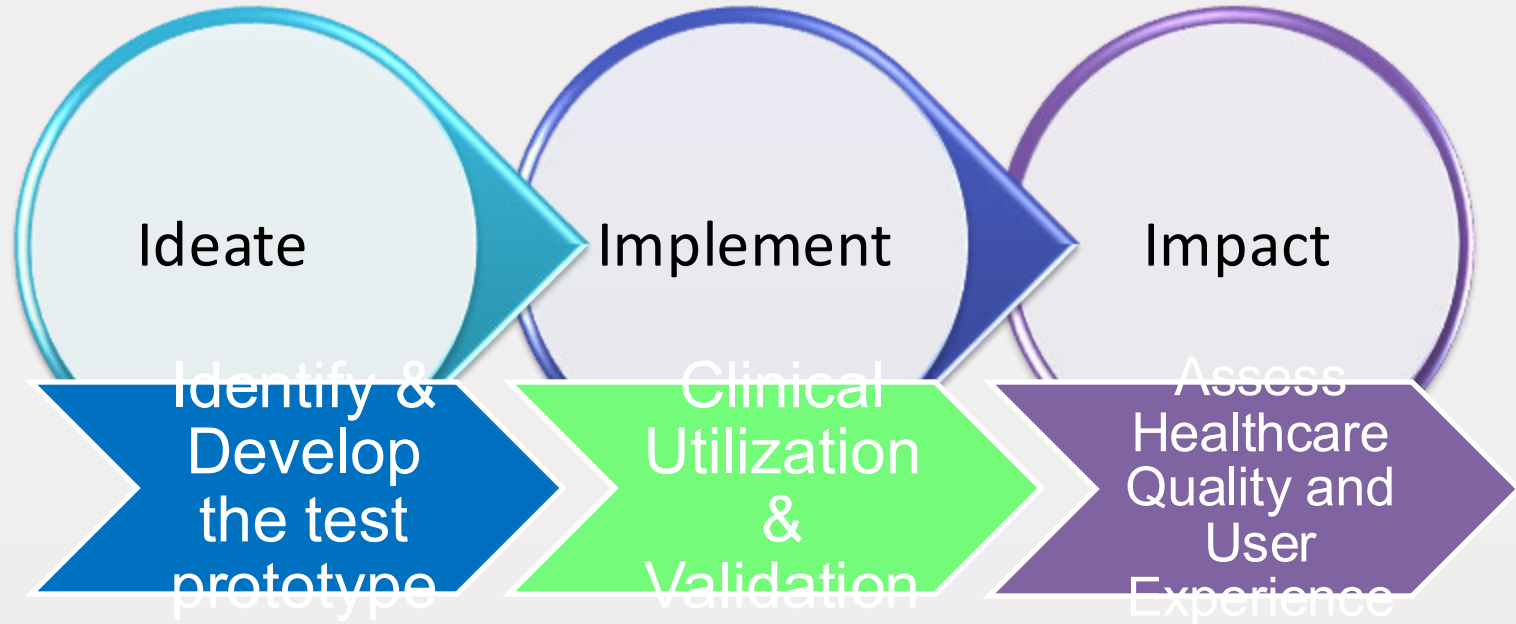 Ideate
Implement
Impact
Identify &
Develop
the test
prototype
Clinical
Utilization
&
Validation
Assess
Healthcare
Quality and
User
Experience